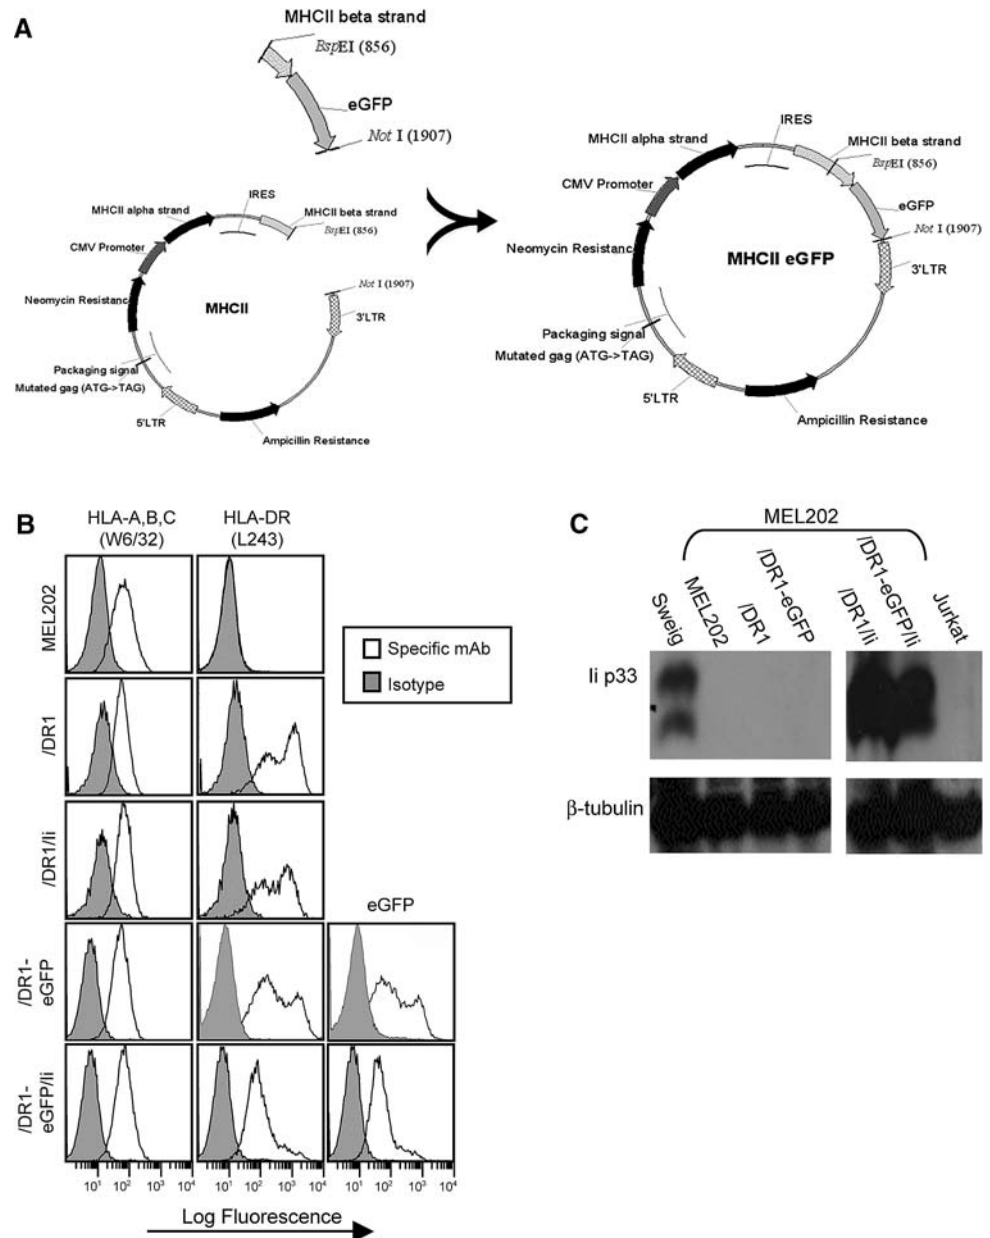 A
MHCII beta strand
BspEI (856)
eGFP
Not I (1907)
IRES
MHCII alpha strand
MHCII beta strand
BspEI (856)
CMV Promoter
Neomycin Resistanc
MHCII
Not I (1907)
3'LTR
Packaging signal
Mutated gag (ATG->TAG)
5'LTR
Ampicillin Resistance
IRES
MHCII alpha strand
MHCII beta strand
BspEI (856)
CMV Promoter
eGFP
Not I (1907)
Neomycin Resistanc
MHCII eGFP
3'LTR
Packaging signal
Mutated gag (ATG->TAG)
5'LTR
Ampicillin Resistance
B
HLA-A,B,C
(W6/32)
HLA-DR
(L243)
MEL202
/DR1
/DR1/Ii
/DR1-
eGFP
/DR1-
eGFP/Ii
eGFP
Specific mAb
Isotype
10¹ 10² 10³ 10⁴
10¹ 10² 10³ 10⁴
10¹ 10² 10³ 10⁴
Log Fluorescence
C
MEL202
Sweig
MEL202
/DR1
/DR1-eGFP
/DR1/Ii
/DR1-eGFP/Ii
Jurkat
Ii p33
β-tubulin